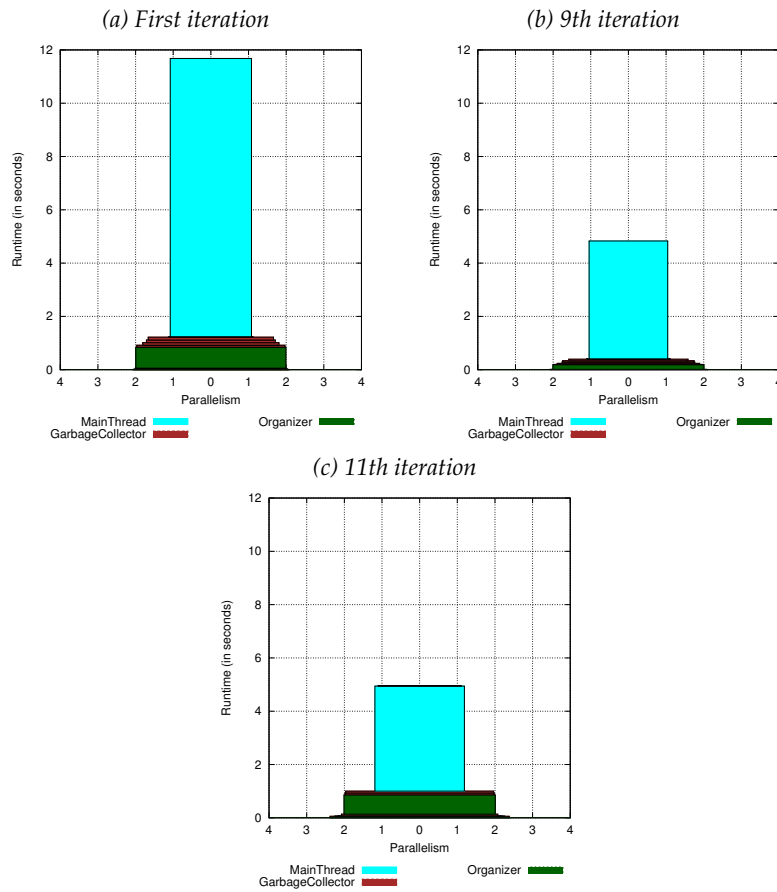 (a) First iteration
12
10
8
6
4
2
0
Runtime (in seconds)
4 3 2 1 0 1 2 3 4
Parallelism
MainThread
GarbageCollector
Organizer
(b) 9th iteration
12
10
8
6
4
2
0
Runtime (in seconds)
4 3 2 1 0 1 2 3 4
Parallelism
MainThread
GarbageCollector
Organizer
(c) 11th iteration
12
10
8
6
4
2
0
Runtime (in seconds)
4 3 2 1 0 1 2 3 4
Parallelism
MainThread
GarbageCollector
Organizer